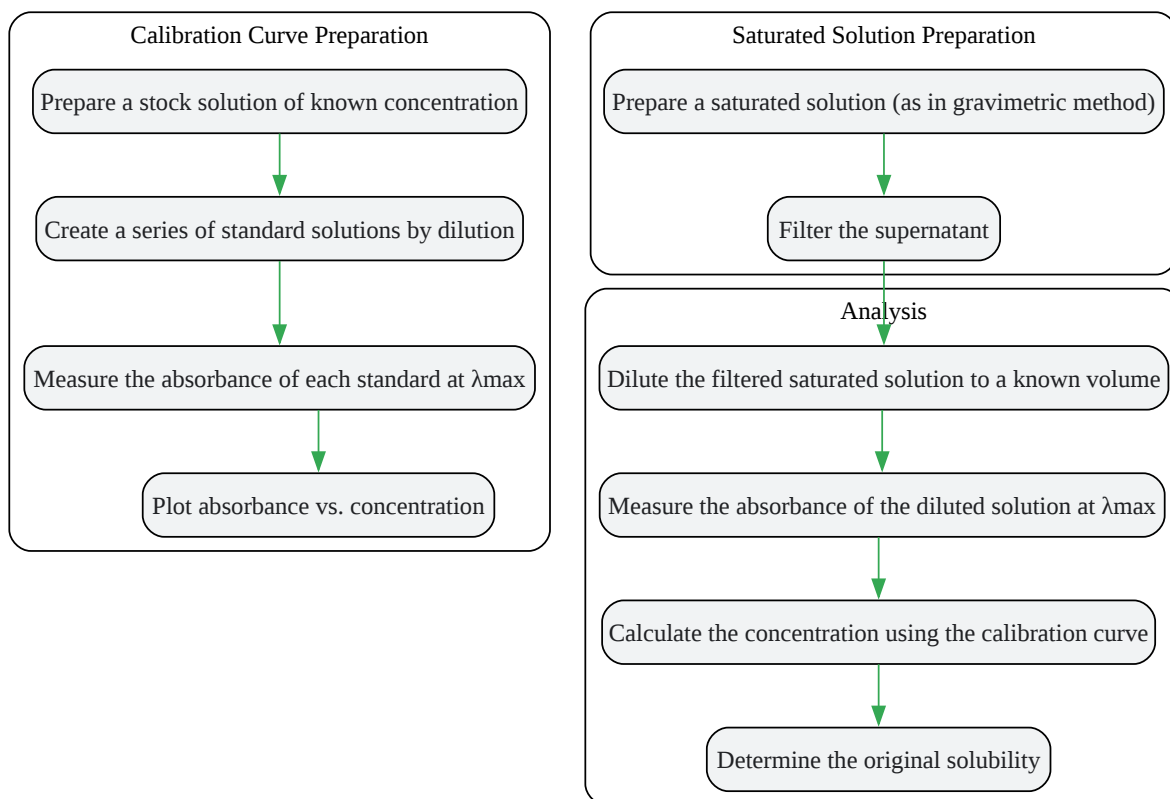 Calibration Curve Preparation
Prepare a stock solution of known concentration
Create a series of standard solutions by dilution
Measure the absorbance of each standard at λmax
Plot absorbance vs. concentration
Saturated Solution Preparation
Prepare a saturated solution (as in gravimetric method)
Filter the supernatant
Analysis
Dilute the filtered saturated solution to a known volume
Measure the absorbance of the diluted solution at λmax
Calculate the concentration using the calibration curve
Determine the original solubility